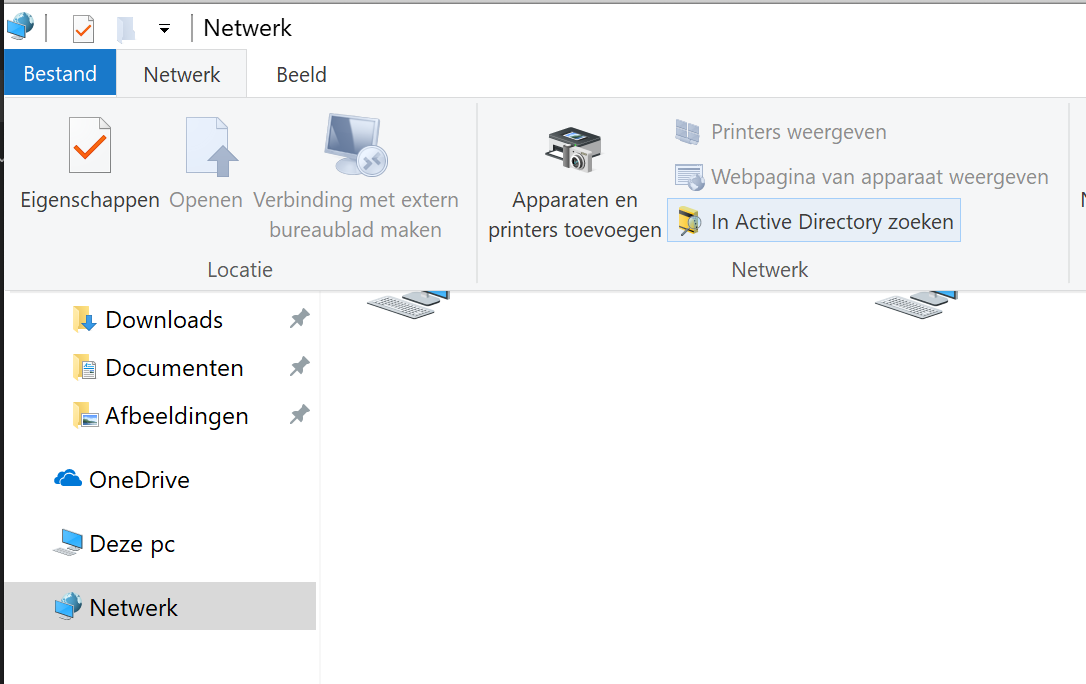 Netwerk
Bestand
Netwerk
Beeld
Eigenschappen
Openen
Verbinding met extern
bureaublad maken
Locatie
Apparaten en
printers toevoegen
Printers weergeven
Webpagina van apparaat weergeven
In Active Directory zoeken
Netwerk
Downloads
Documenten
Afbeeldingen
OneDrive
Deze pc
Netwerk